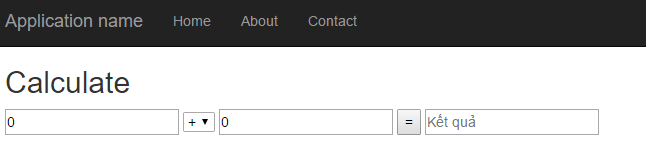 Application name Home About Contact
Calculate
0 + 0 = Kết quả